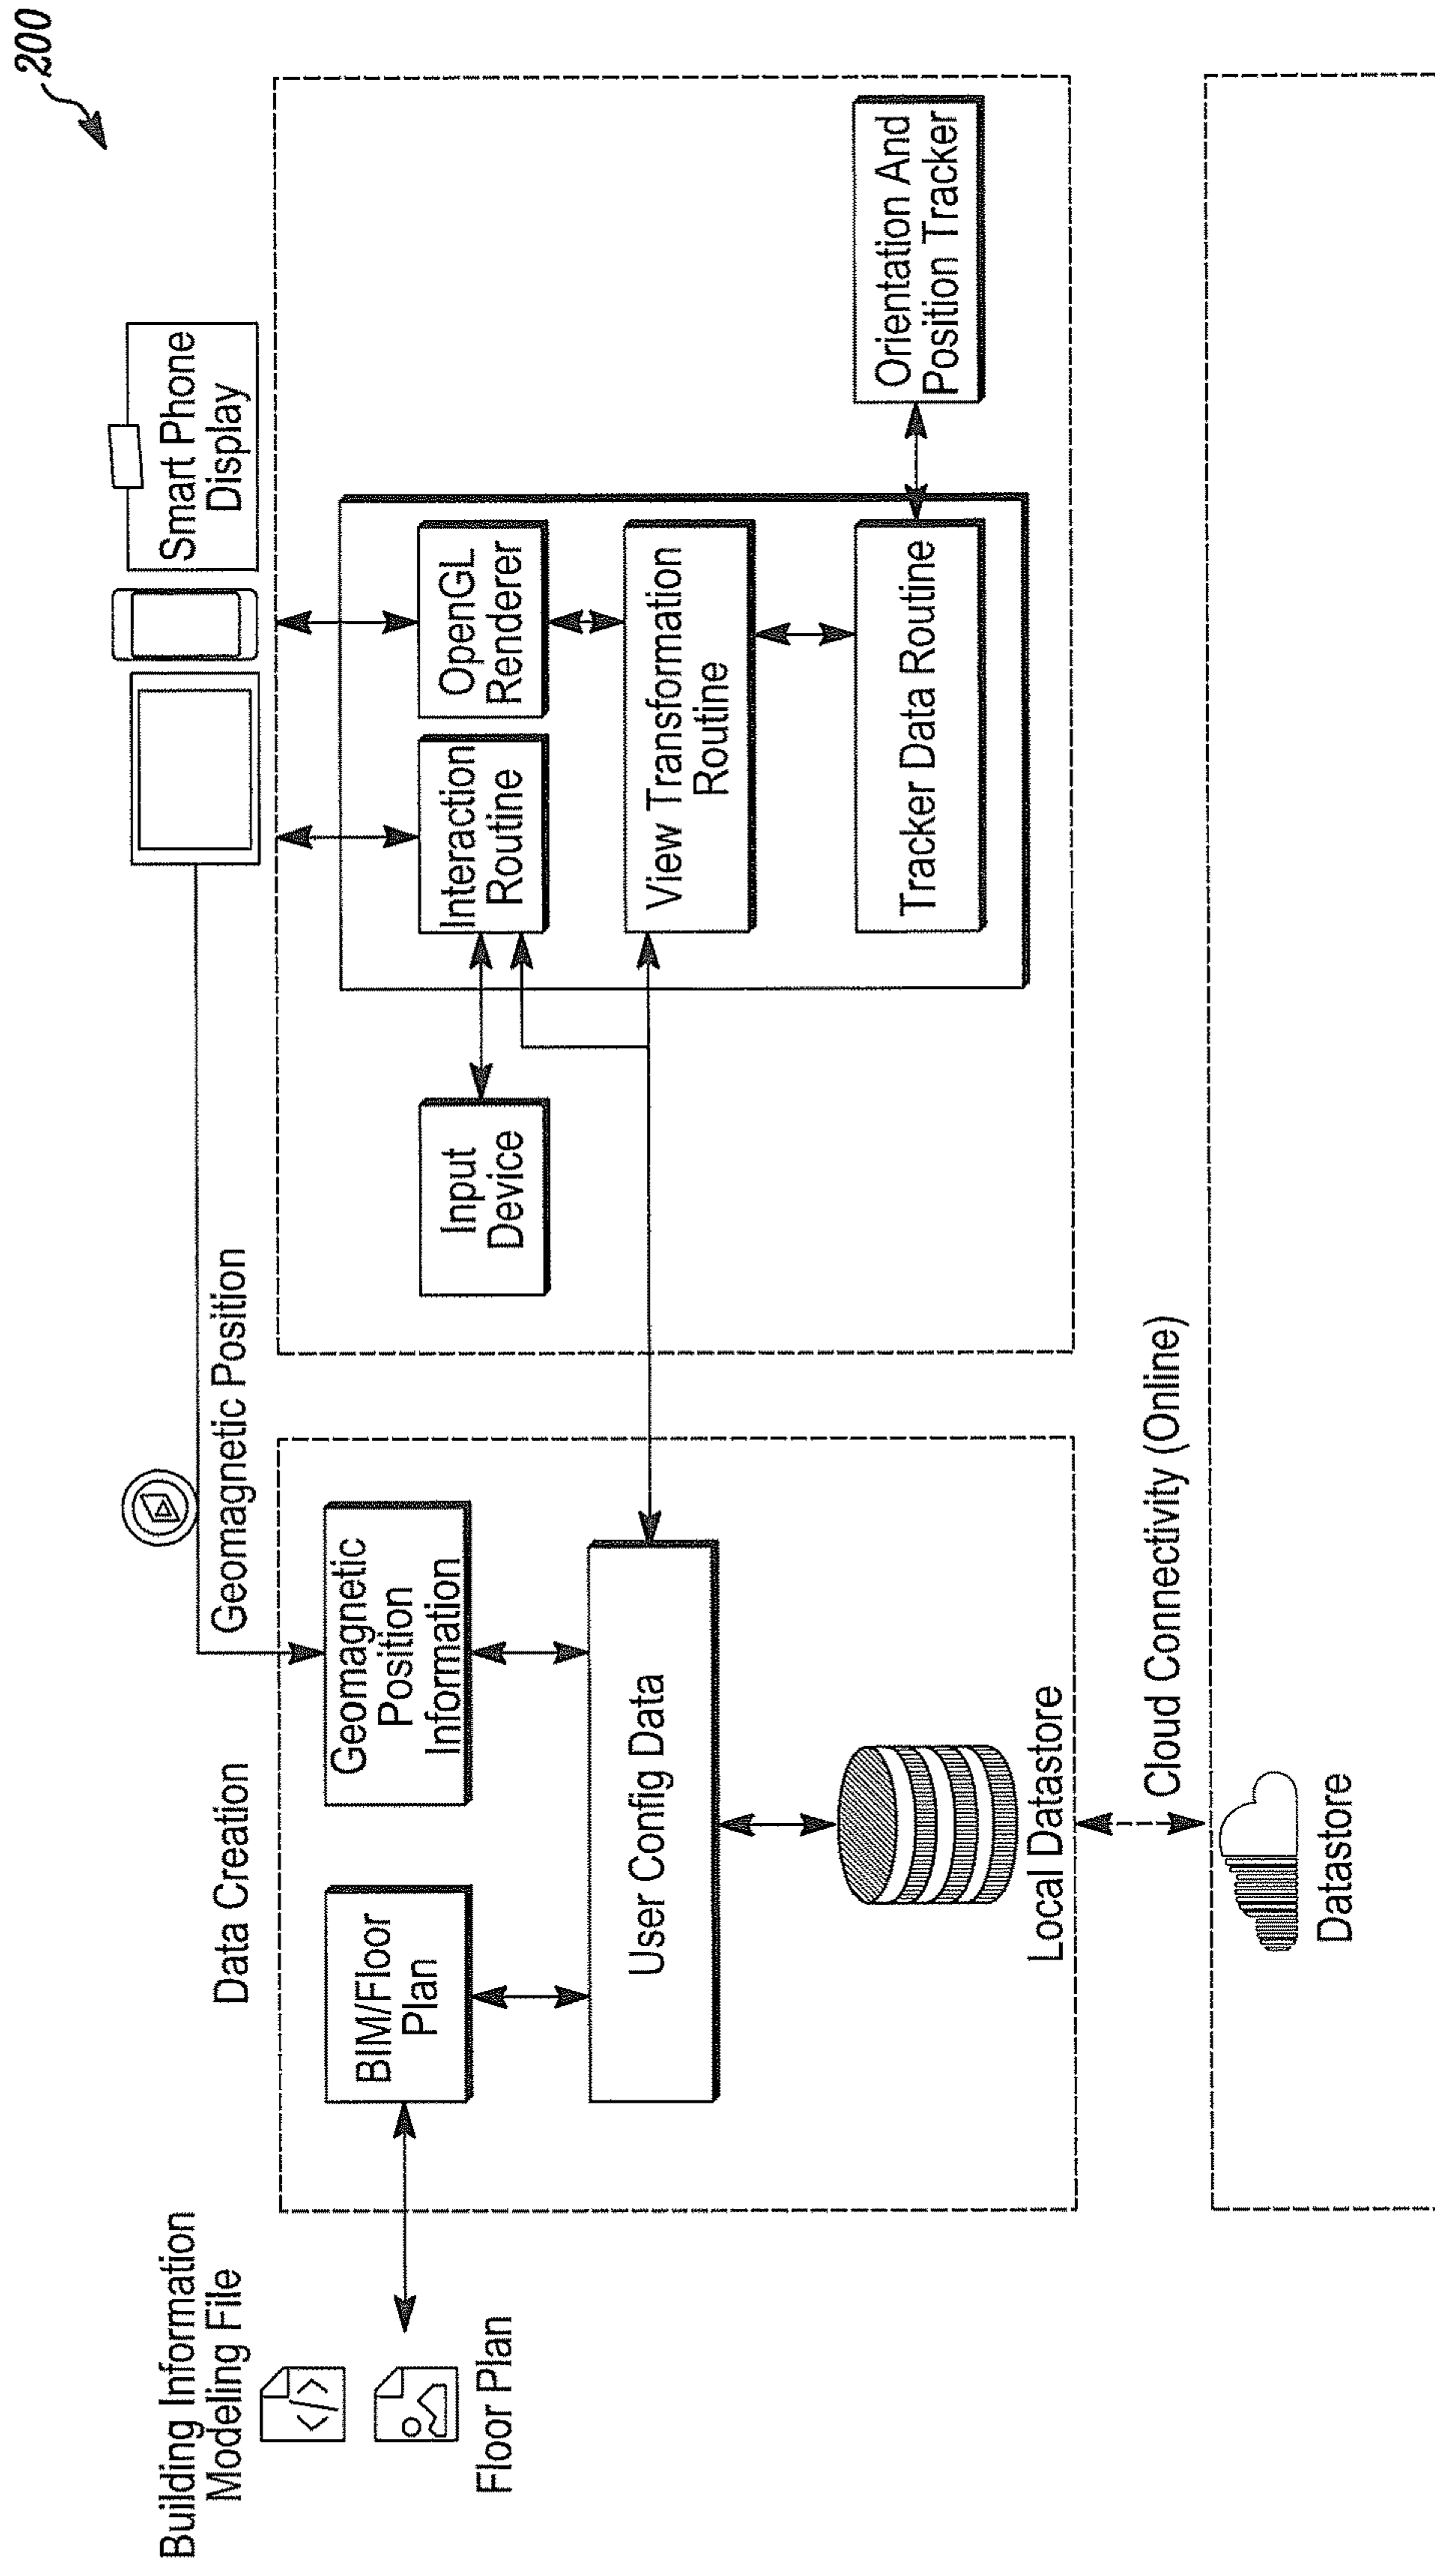 200
Building Information
Modeling File
Floor Plan
Data Creation
Geomagnetic Position
Smart Phone
Display
BIM/Floor
Plan
Geomagnetic
Position
Information
User Config Data
Local Datastore
Input
Device
Interaction
Routine
OpenGL
Renderer
View Transformation
Routine
Tracker Data Routine
Orientation And
Position Tracker
Cloud Connectivity (Online)
Datastore